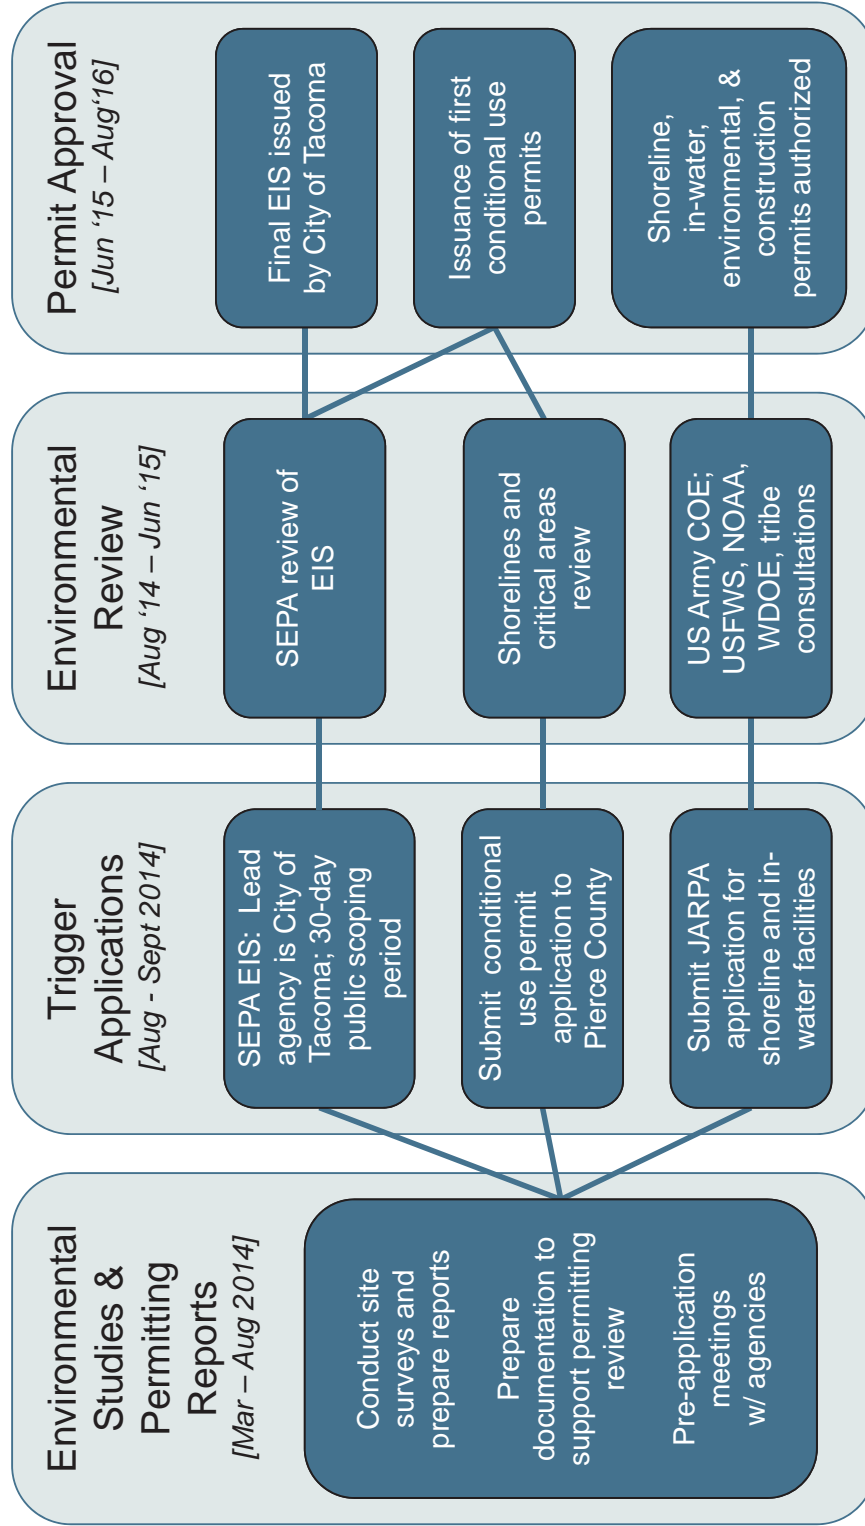 Environmental
Studies &
Permitting
Reports
[Mar – Aug 2014]
Conduct site
surveys and
prepare reports
Prepare
documentation to
support permitting
review
Pre-application
meetings
w/ agencies
Trigger
Applications
[Aug - Sept 2014]
SEPA EIS:  Lead
agency is City of
Tacoma; 30-day
public scoping
period
Submit  conditional
use permit
application to
Pierce County
Submit JARPA
application for
shoreline and in-
water facilities
Environmental
Review
[Aug ‘14 – Jun ‘15]
SEPA review of
EIS
Shorelines and
critical areas
review
US Army COE;
USFWS, NOAA,
WDOE, tribe
consultations
Permit Approval
[Jun ‘15 – Aug‘16]
Final EIS issued
by City of Tacoma
Issuance of first
conditional use
permits
Shoreline,
in-water,
environmental, &
construction
permits authorized